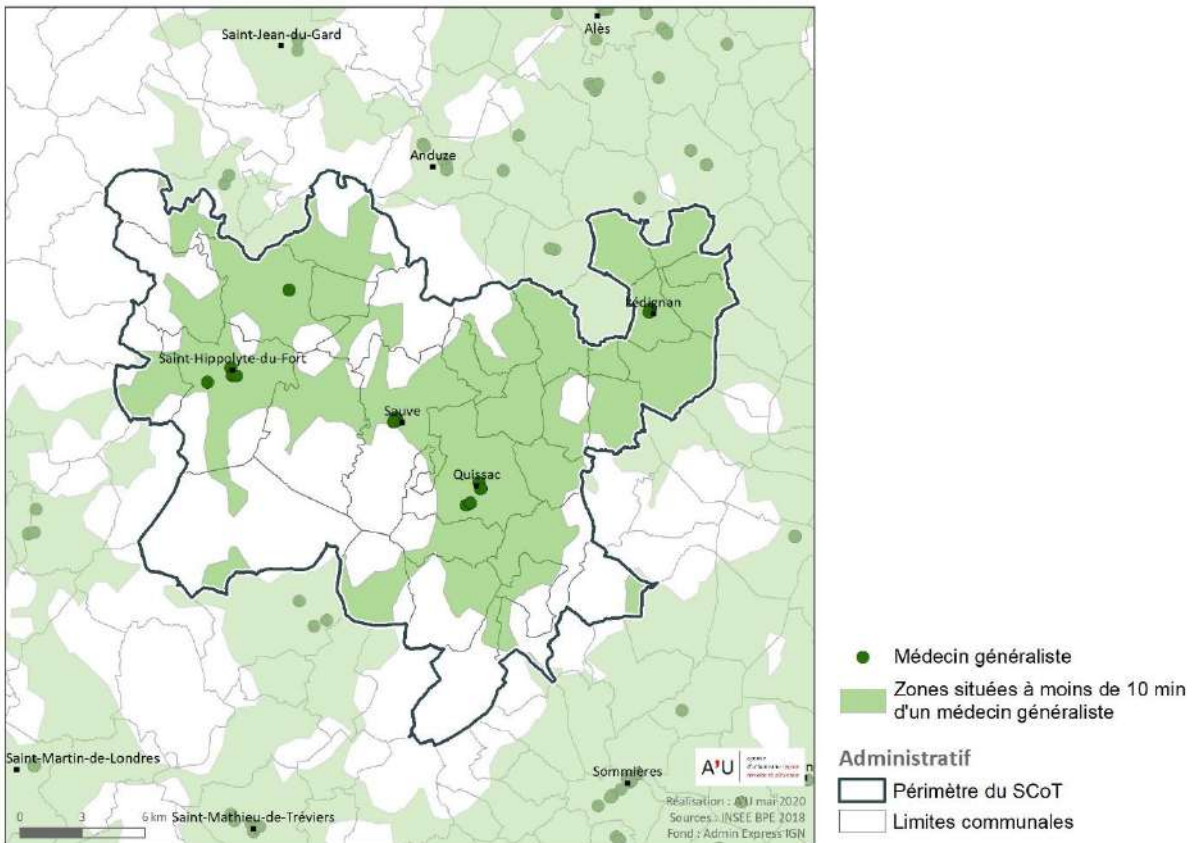 Saint-Jean-du-Gard
Alès
Anduze
Lédignan
Saint-Hippolyte-du-Fort
Sauve
Quissac
Saint-Martin-de-Londres
Sommières
Saint-Mathieu-de-Tréviers
0 3 6 km
A'U
n
Réalisation : A'U mai 2020
Sources : INSEE BPE 2018
Fond : Admin Express IGN
Médecin généraliste
Zones situées à moins de 10 min
d'un médecin généraliste
Administratif
Périmètre du SCoT
Limites communales